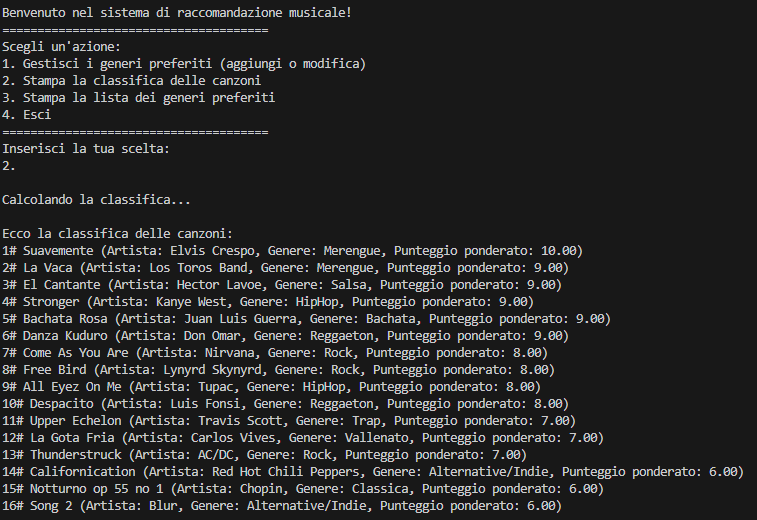 Benvenuto nel sistema di raccomandazione musicale!
======================================
Scegli un'azione:
1. Gestisci i generi preferiti (aggiungi o modifica)
2. Stampa la classifica delle canzoni
3. Stampa la lista dei generi preferiti
4. Esci
======================================
Inserisci la tua scelta:
2.
Calcolando la classifica...
Ecco la classifica delle canzoni:
1# Suavemente (Artista: Elvis Crespo, Genere: Merengue, Punteggio ponderato: 10.00)
2# La Vaca (Artista: Los Toros Band, Genere: Merengue, Punteggio ponderato: 9.00)
3# El Cantante (Artista: Hector Lavoe, Genere: Salsa, Punteggio ponderato: 9.00)
4# Stronger (Artista: Kanye West, Genere: HipHop, Punteggio ponderato: 9.00)
5# Bachata Rosa (Artista: Juan Luis Guerra, Genere: Bachata, Punteggio ponderato: 9.00)
6# Danza Kuduro (Artista: Don Omar, Genere: Reggaeton, Punteggio ponderato: 9.00)
7# Come As You Are (Artista: Nirvana, Genere: Rock, Punteggio ponderato: 8.00)
8# Free Bird (Artista: Lynyrd Skynyrd, Genere: Rock, Punteggio ponderato: 8.00)
9# All Eyez On Me (Artista: Tupac, Genere: HipHop, Punteggio ponderato: 8.00)
10# Despacito (Artista: Luis Fonsi, Genere: Reggaeton, Punteggio ponderato: 8.00)
11# Upper Echelon (Artista: Travis Scott, Genere: Trap, Punteggio ponderato: 7.00)
12# La Gota Fria (Artista: Carlos Vives, Genere: Vallenato, Punteggio ponderato: 7.00)
13# Thunderstruck (Artista: AC/DC, Genere: Rock, Punteggio ponderato: 7.00)
14# Californication (Artista: Red Hot Chili Peppers, Genere: Alternative/Indie, Punteggio ponderato: 6.00)
15# Notturno op 55 no 1 (Artista: Chopin, Genere: Classica, Punteggio ponderato: 6.00)
16# Song 2 (Artista: Blur, Genere: Alternative/Indie, Punteggio ponderato: 6.00)